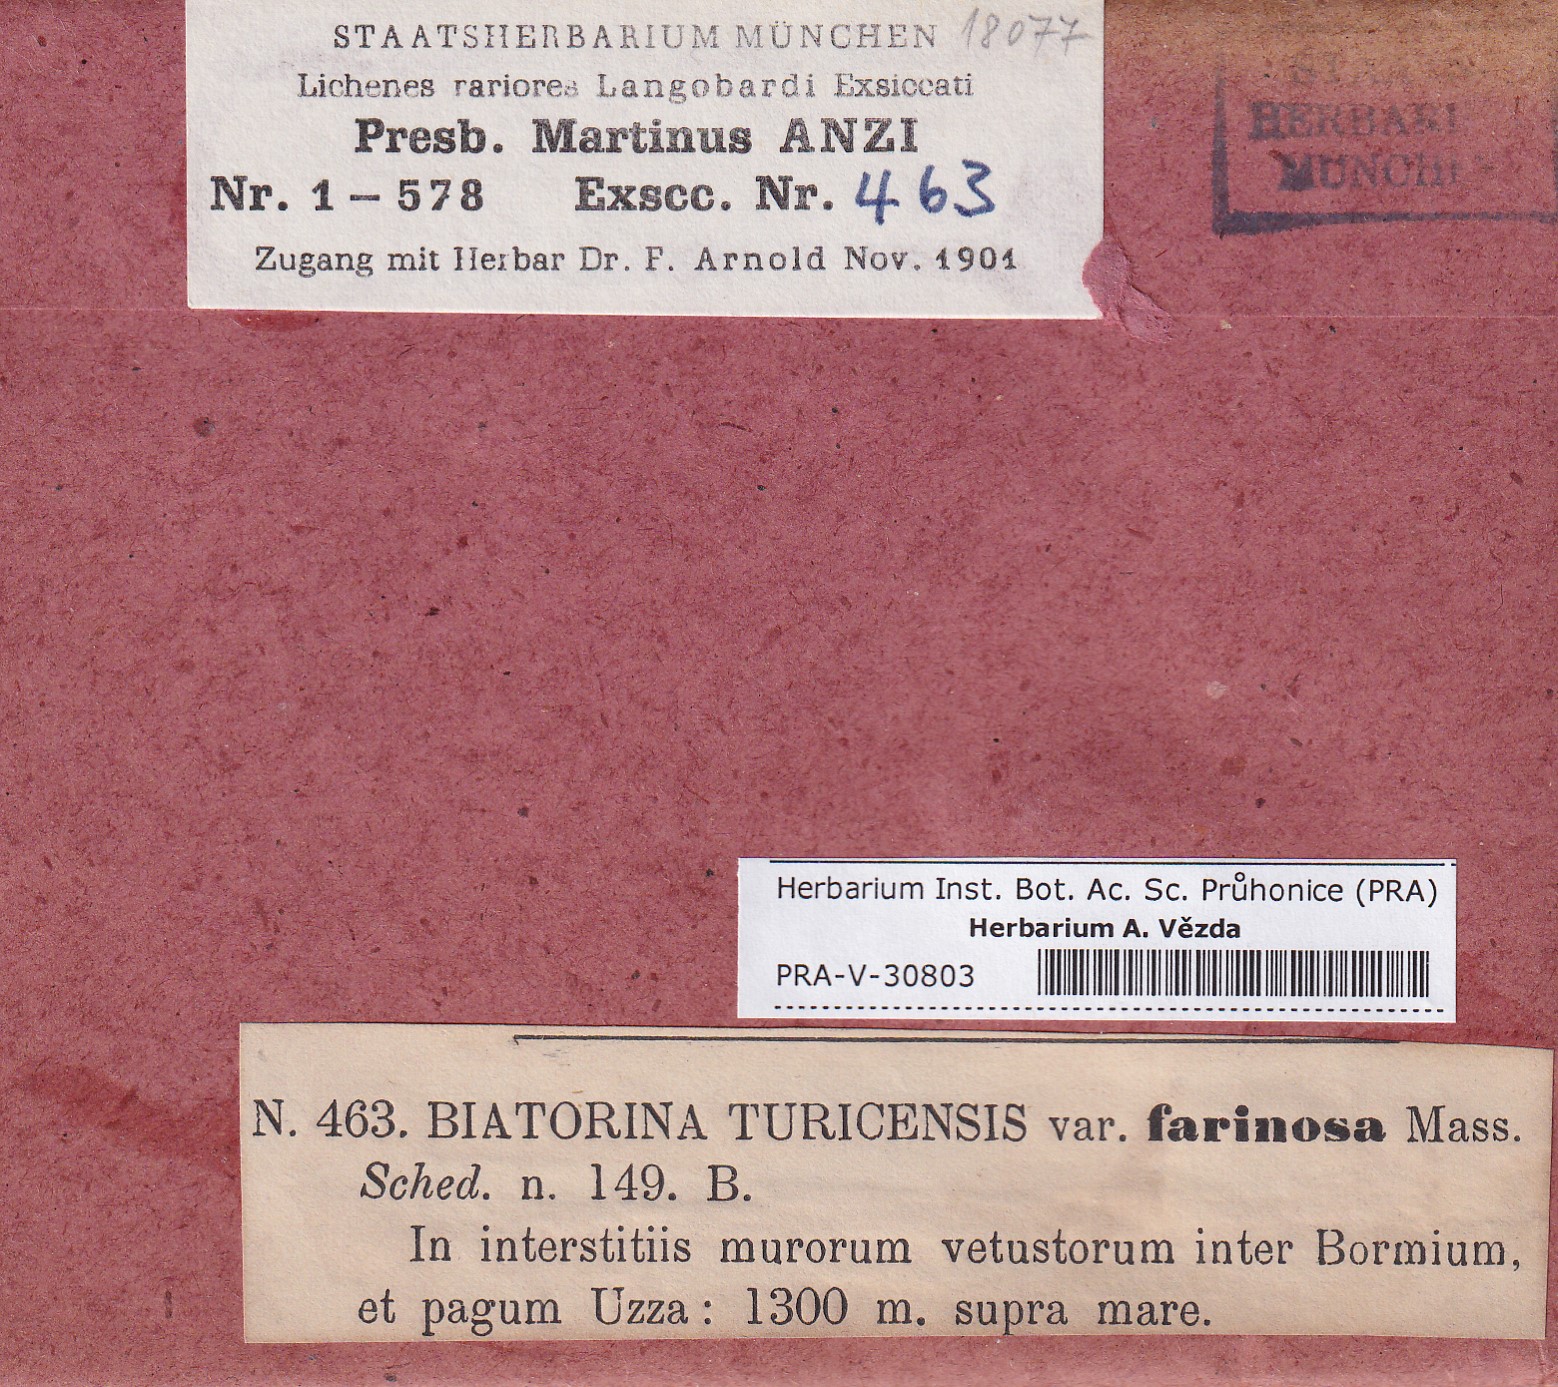 STAATSHERBARIUM MÜNCHEN 18077
Lichenes rariores Langobardi Exsiccati
Presb. Martinus ANZI
Nr. 1 – 578 Exscc. Nr. 463
Zugang mit Herbar Dr. F. Arnold Nov. 1901
Herbarium Inst. Bot. Ac. Sc. Průhonice (PRA)
Herbarium A. Vězda
PRA-V-30803
N. 463. BIATORINA TURICENSIS var. farinosa Mass.
Sched. n. 149. B.
In interstitiis murorum vetustorum inter Bormium,
et pagum Uzza: 1300 m. supra mare.